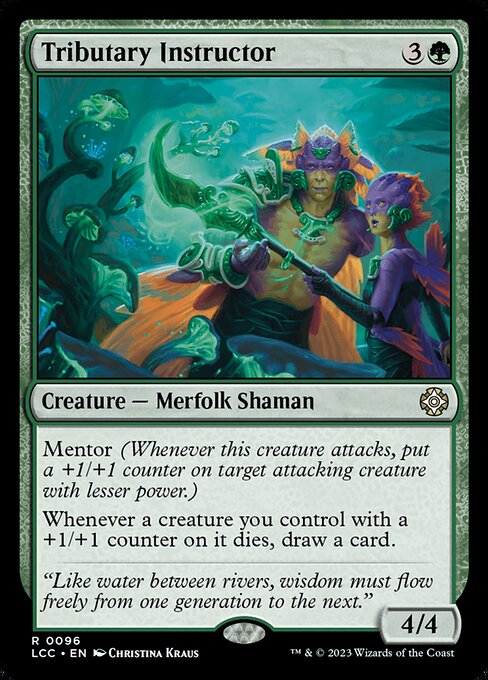 Tributary Instructor 3
Creature — Merfolk Shaman
Mentor (Whenever this creature attacks, put
a +1/+1 counter on target attacking creature
with lesser power.)
Whenever a creature you control with a
+1/+1 counter on it dies, draw a card.
“Like water between rivers, wisdom must flow
freely from one generation to the next.”
4/4
R 0096
LCC • EN Christina Kraus
™ & © 2023 Wizards of the Coast